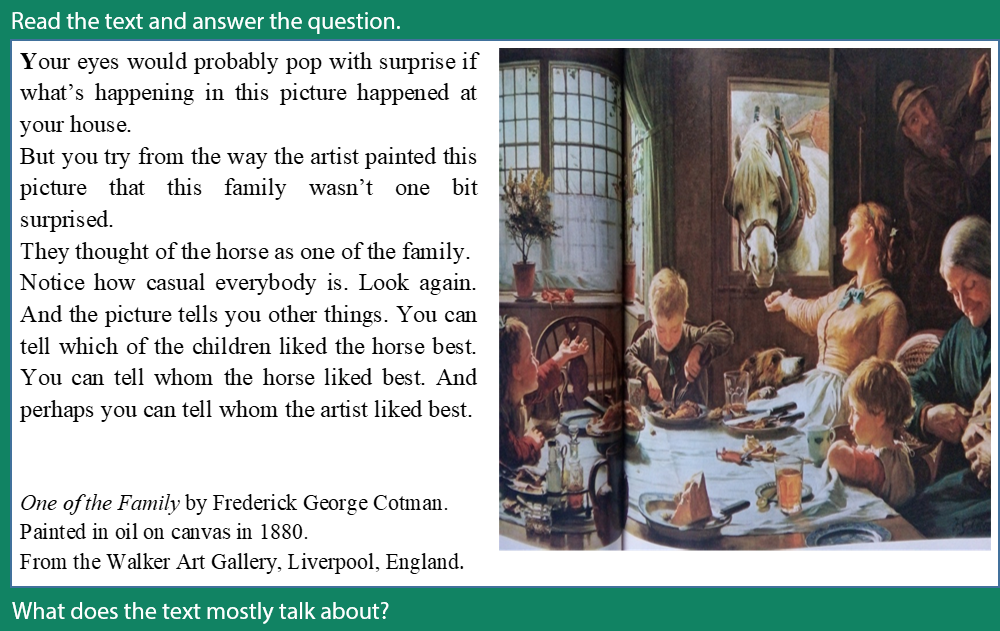 Read the text and answer the question.
Your eyes would probably pop with surprise if
what's happening in this picture happened at
your house.
But you try from the way the artist painted this
picture that this family wasn't one bit
surprised.
They thought of the horse as one of the family.
Notice how casual everybody is. Look again.
And the picture tells you other things. You can
tell which of the children liked the horse best.
You can tell whom the horse liked best. And
perhaps you can tell whom the artist liked best.
One of the Family by Frederick George Cotman.
Painted in oil on canvas in 1880.
From the Walker Art Gallery, Liverpool, England.
What does the text mostly talk about?